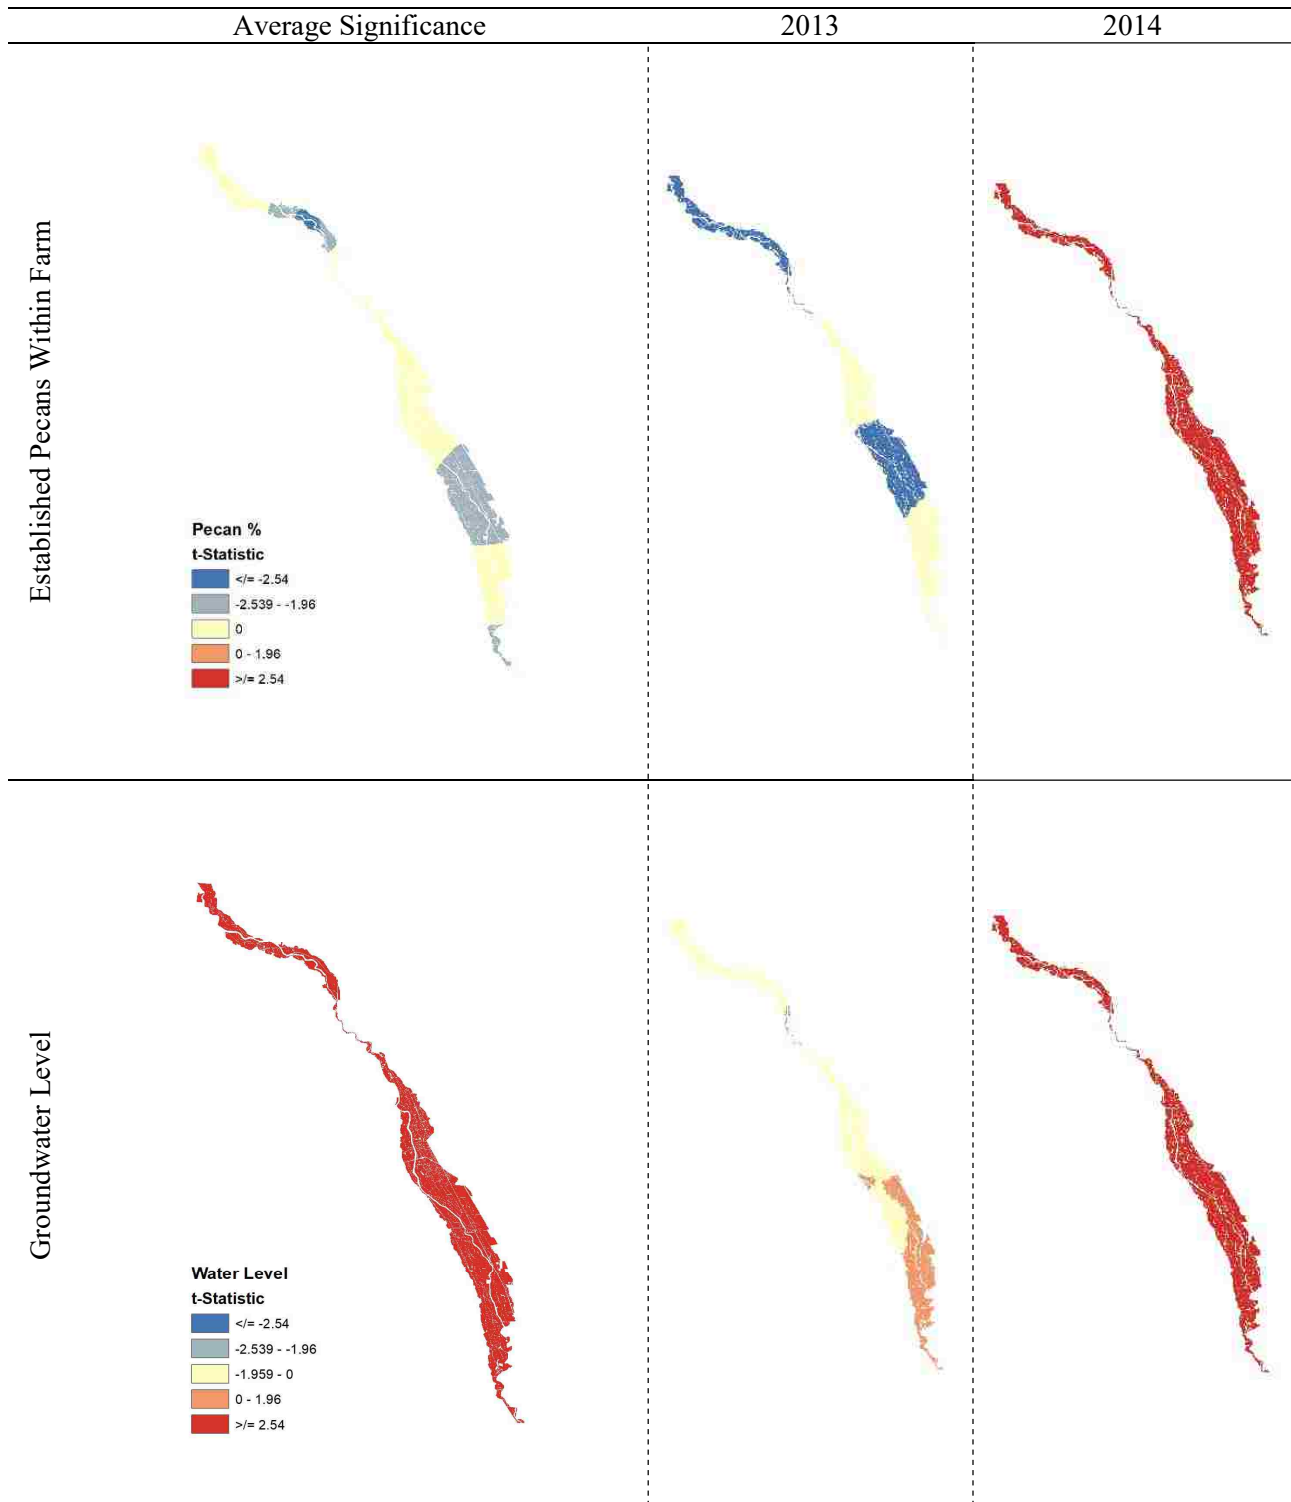 Average Significance
2013
2014
Established Pecans Within Farm
Pecan %
t-Statistic
</= -2.54
-2.539 - -1.96
0
0 - 1.96
>/= 2.54
Groundwater Level
Water Level
t-Statistic
</= -2.54
-2.539 - -1.96
-1.959 - 0
0 - 1.96
>/= 2.54